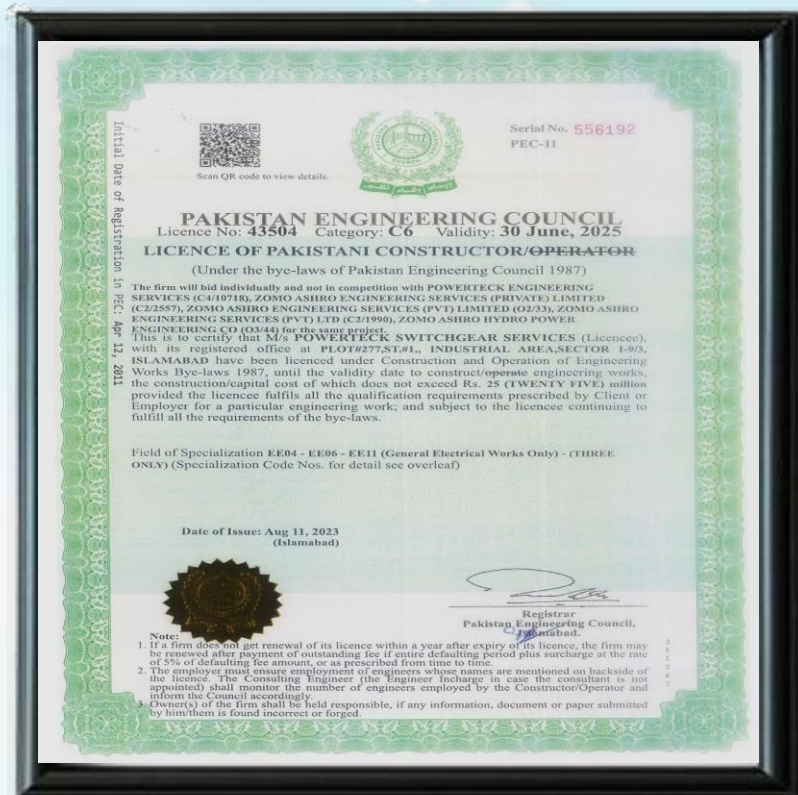 Scan QR code to view details.
Serial No. 556192
PEC-11
Initial Date of Registration in PEC: Apr 12, 2011
PAKISTAN ENGINEERING COUNCIL
Licence No: 43504 Category: C6 Validity: 30 June, 2025
LICENCE OF PAKISTANI CONSTRUCTOR/OPERATOR
(Under the bye-laws of Pakistan Engineering Council 1987)
The firm will bid individually and not in competition with POWERTECK ENGINEERING
SERVICES (C4/10718), ZOMO ASHRO ENGINEERING SERVICES (PRIVATE) LIMITED
(C2/2557), ZOMO ASHRO ENGINEERING SERVICES (PVT) LIMITED (O2/33), ZOMO ASHRO
ENGINEERING SERVICES (PVT) LTD (C2/1990), ZOMO ASHRO HYDRO POWER
ENGINEERING CO (O3/44) for the same project.
This is to certify that M/s POWERTECK SWITCHGEAR SERVICES (Licencee),
with its registered office at PLOT#277,ST.#1,, INDUSTRIAL AREA,SECTOR 1-9/3,
ISLAMABAD have been licenced under Construction and Operation of Engineering
Works Bye-laws 1987, until the validity date to construct/operate engineering works,
the construction/capital cost of which does not exceed Rs. 25 (TWENTY FIVE) million
provided the licencee fulfils all the qualification requirements prescribed by Client or
Employer for a particular engineering work; and subject to the licencee continuing to
fulfill all the requirements of the bye-laws.
Field of Specialization EE04 - EE06 - EE11 (General Electrical Works Only) - (THREE
ONLY) (Specialization Code Nos. for detail see overleaf)
Date of Issue: Aug 11, 2023
(Islamabad)
Registrar
Pakistan Engineering Council,
Islamabad.
Note:
1. If a firm does not get renewal of its licence within a year after expiry of its licence, the firm may
be renewed after payment of outstanding fee if entire defaulting period plus surcharge at the rate
of 5% of defaulting fee amount, or as prescribed from time to time.
2. The employer must ensure employment of engineers whose names are mentioned on backside of
the licence. The Consulting Engineer (the Engineer Incharge in case the consultant is not
appointed) shall monitor the number of engineers employed by the Constructor/Operator and
inform the Council accordingly.
3. Owner(s) of the firm shall be held responsible, if any information, document or paper submitted
by him/them is found incorrect or forged.